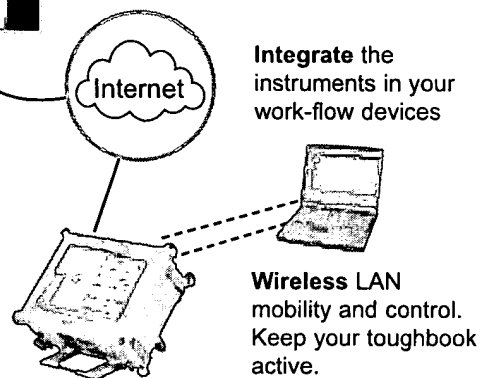 Internet
Integrate the
instruments in your
work-flow devices
Wireless LAN
mobility and control.
Keep your toughbook
active.